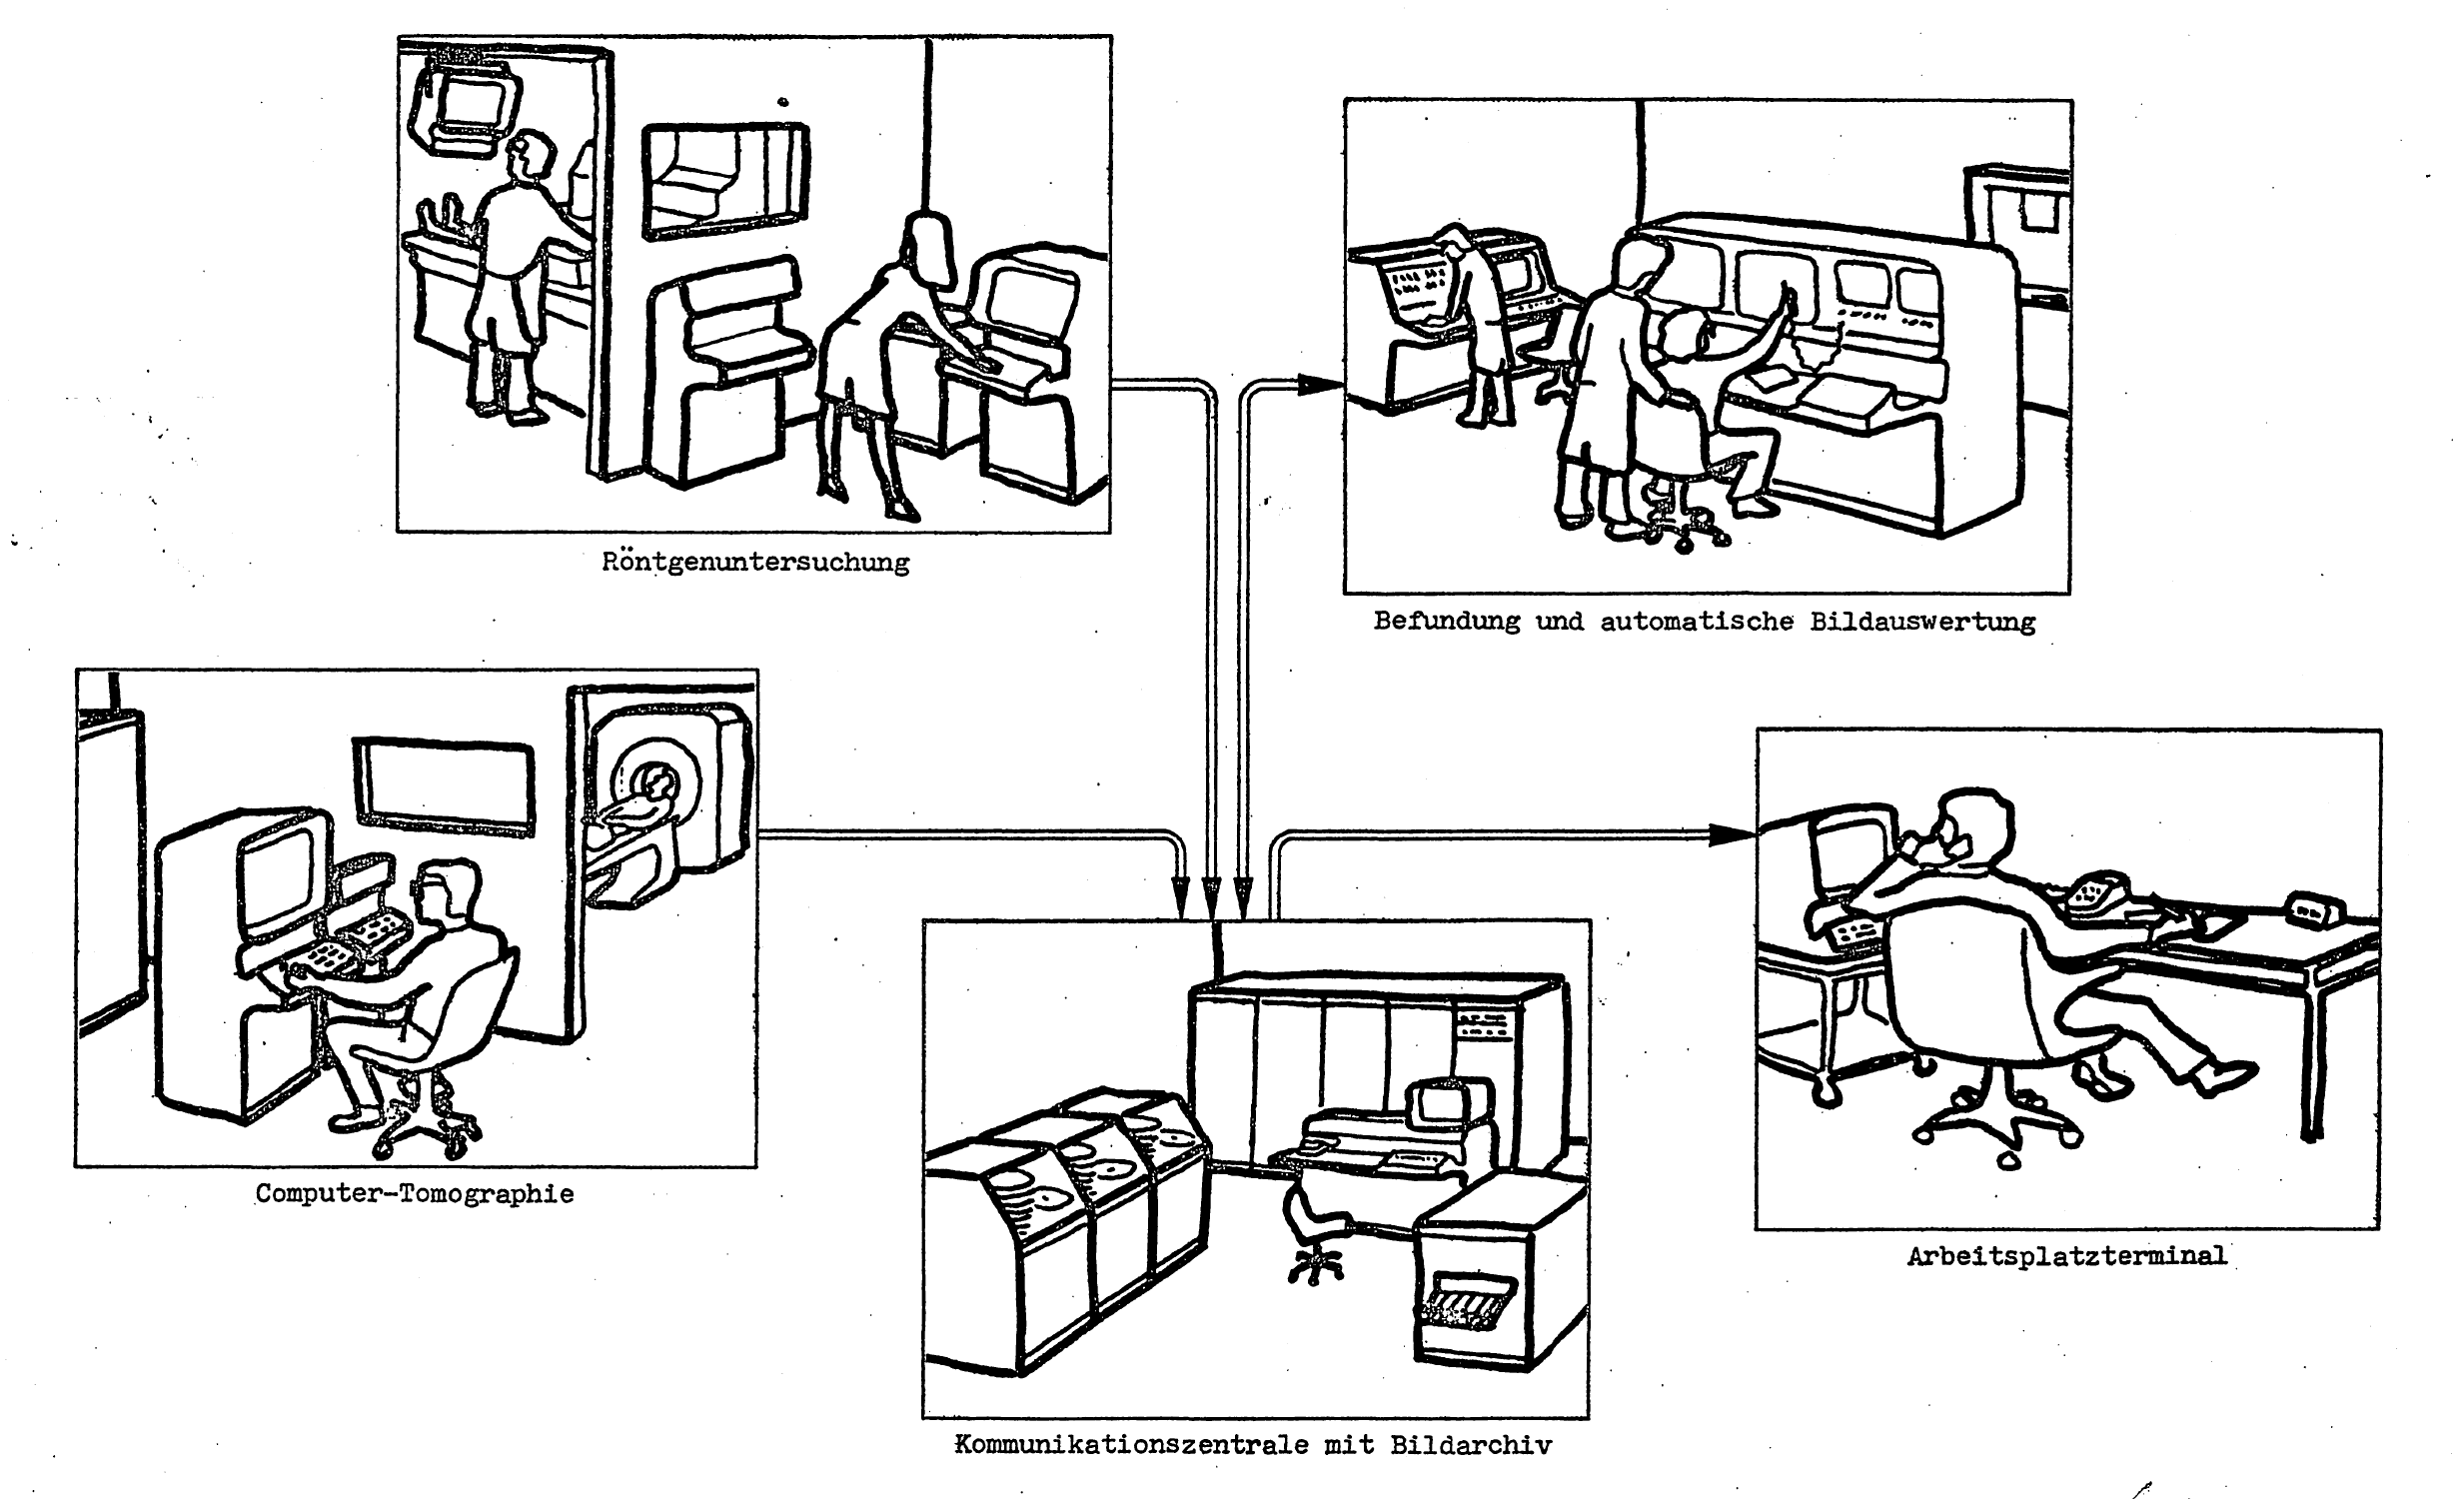 Röntgenuntersuchung
Befundung und automatische Bildauswertung
Computer-Tomographie
Arbeitsplatzterminal
Kommunikationszentrale mit Bildarchiv